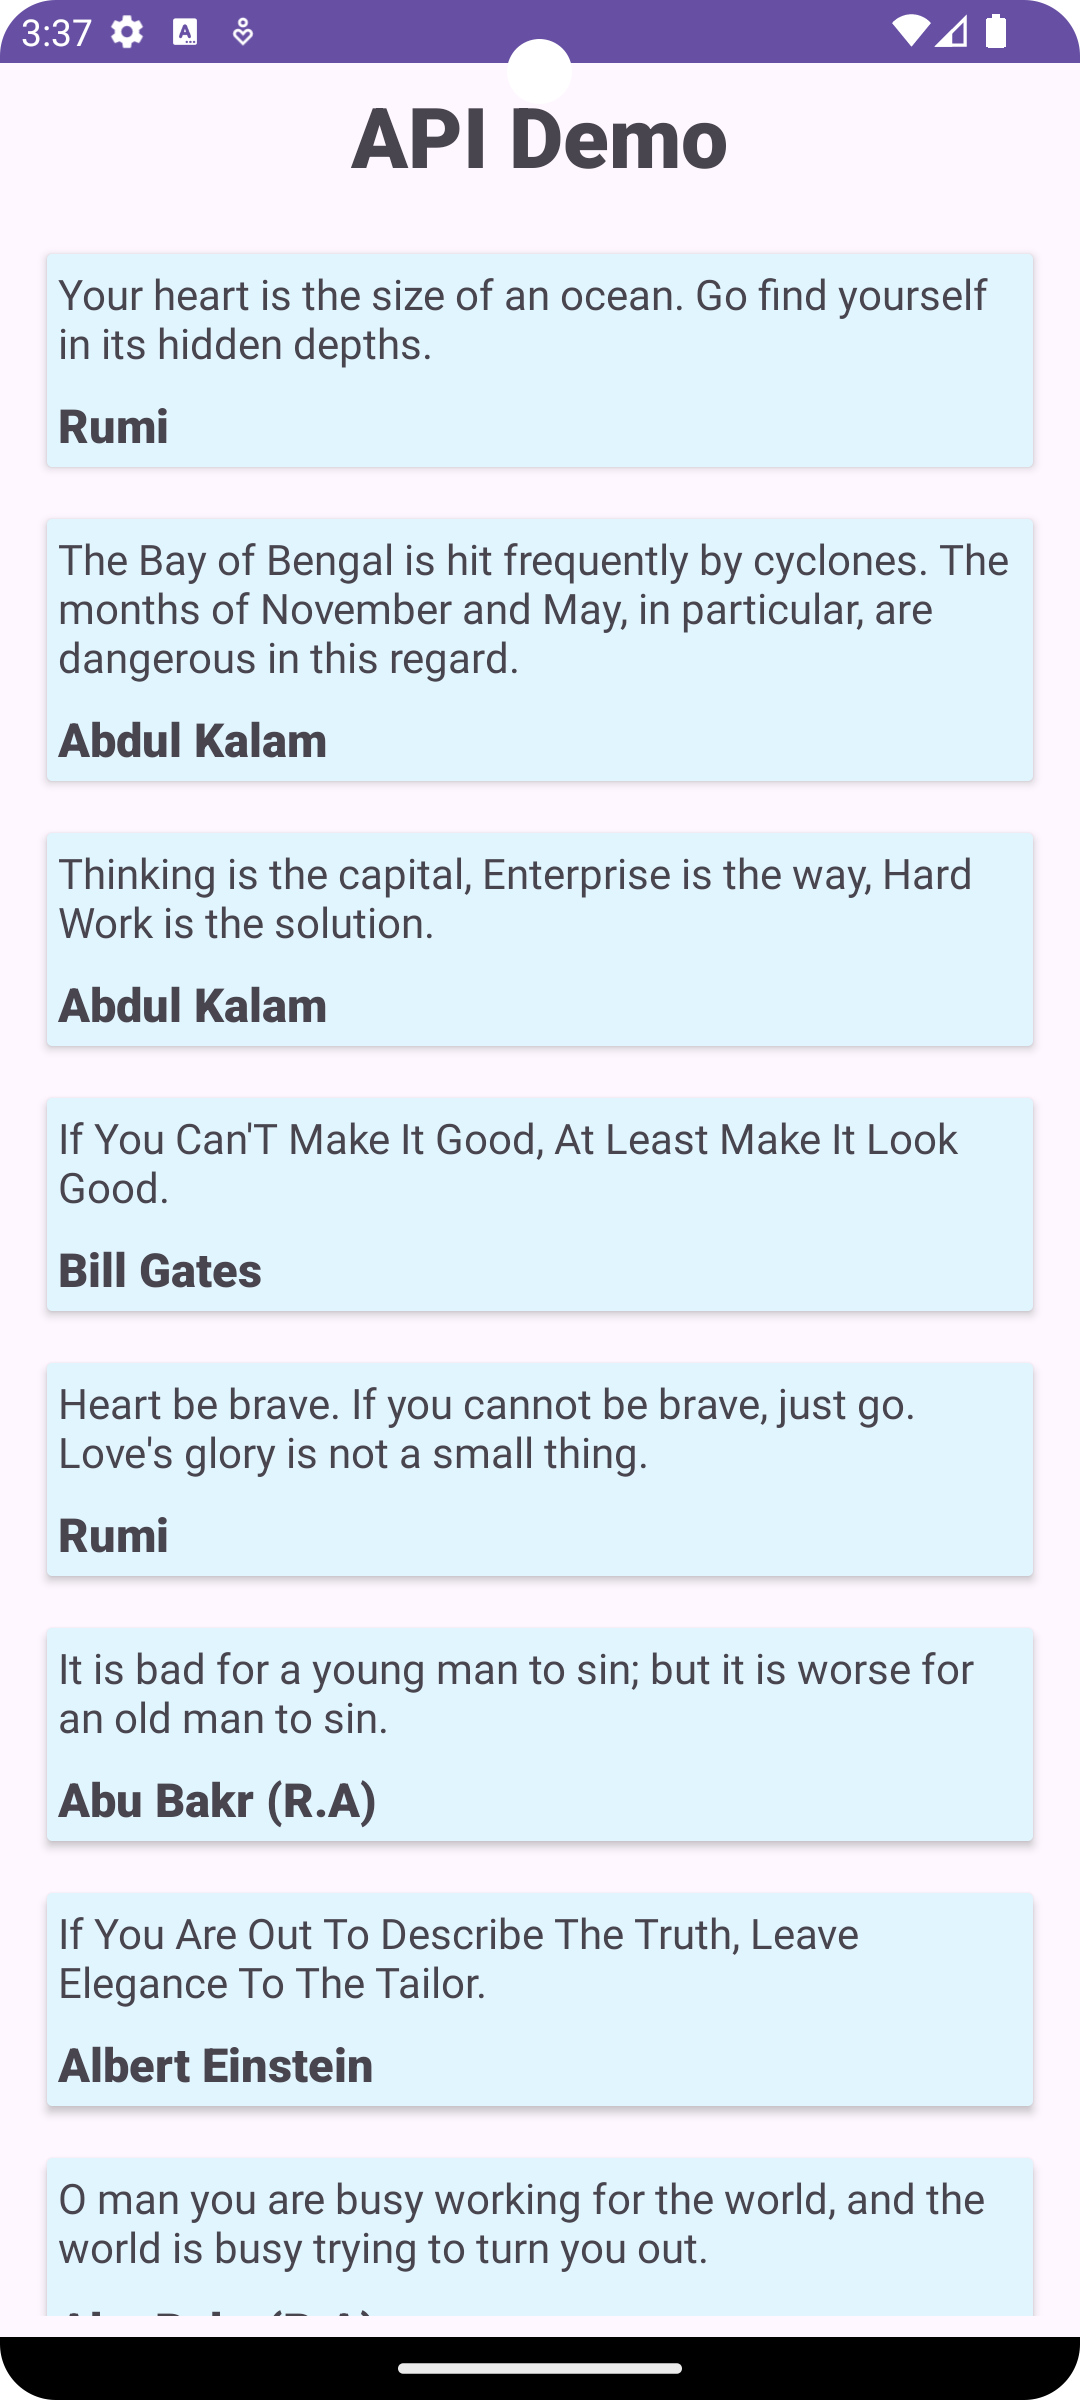 3:37
API Demo
Your heart is the size of an ocean. Go find yourself
in its hidden depths.
Rumi
The Bay of Bengal is hit frequently by cyclones. The
months of November and May, in particular, are
dangerous in this regard.
Abdul Kalam
Thinking is the capital, Enterprise is the way, Hard
Work is the solution.
Abdul Kalam
If You Can'T Make It Good, At Least Make It Look
Good.
Bill Gates
Heart be brave. If you cannot be brave, just go.
Love's glory is not a small thing.
Rumi
It is bad for a young man to sin; but it is worse for
an old man to sin.
Abu Bakr (R.A)
If You Are Out To Describe The Truth, Leave
Elegance To The Tailor.
Albert Einstein
O man you are busy working for the world, and the
world is busy trying to turn you out.